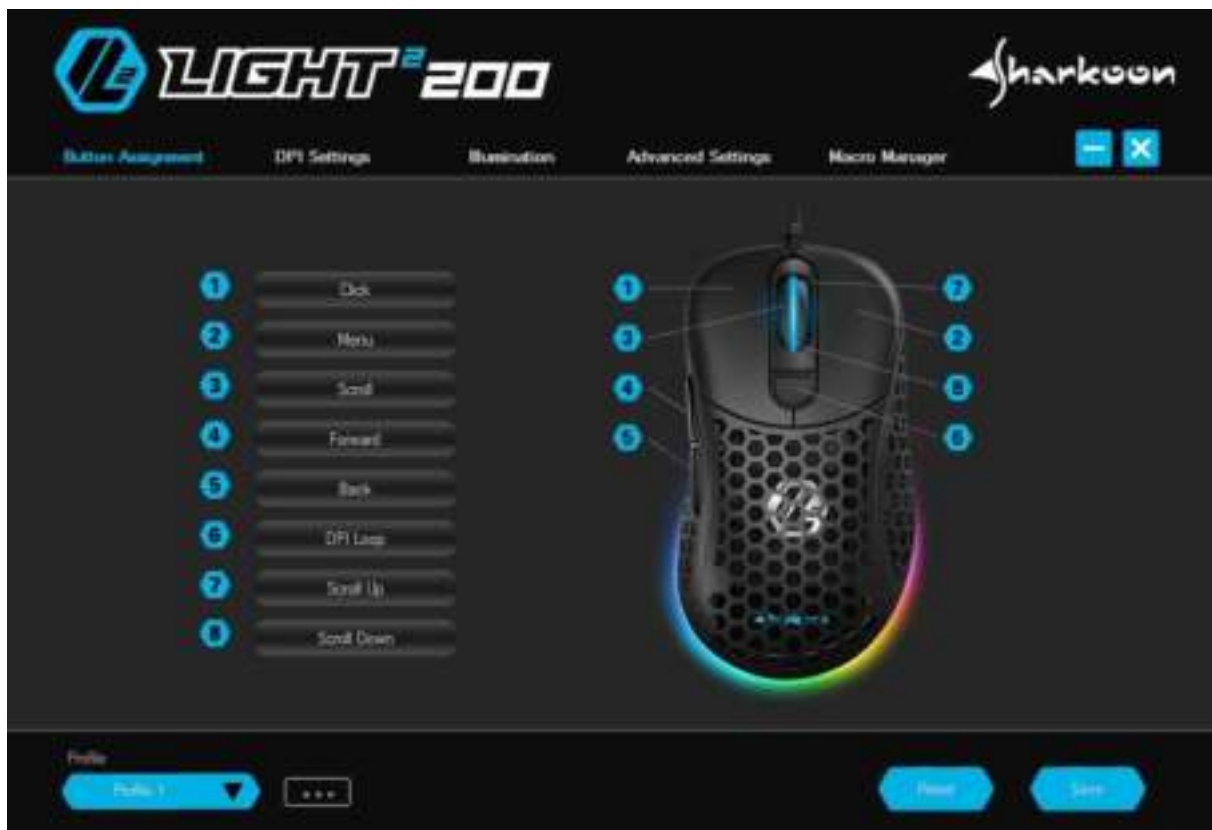 LIGHT² 200
Sharkoon
Button Assignment DPI Settings Illumination Advanced Settings Macro Manager
1 Click
2 Menu
3 Scroll
4 Forward
5 Back
6 DPI Loop
7 Scroll Up
8 Scroll Down
1 7
3 2
4 8
5 6
Profile
Profile 1 ...
Reset Save